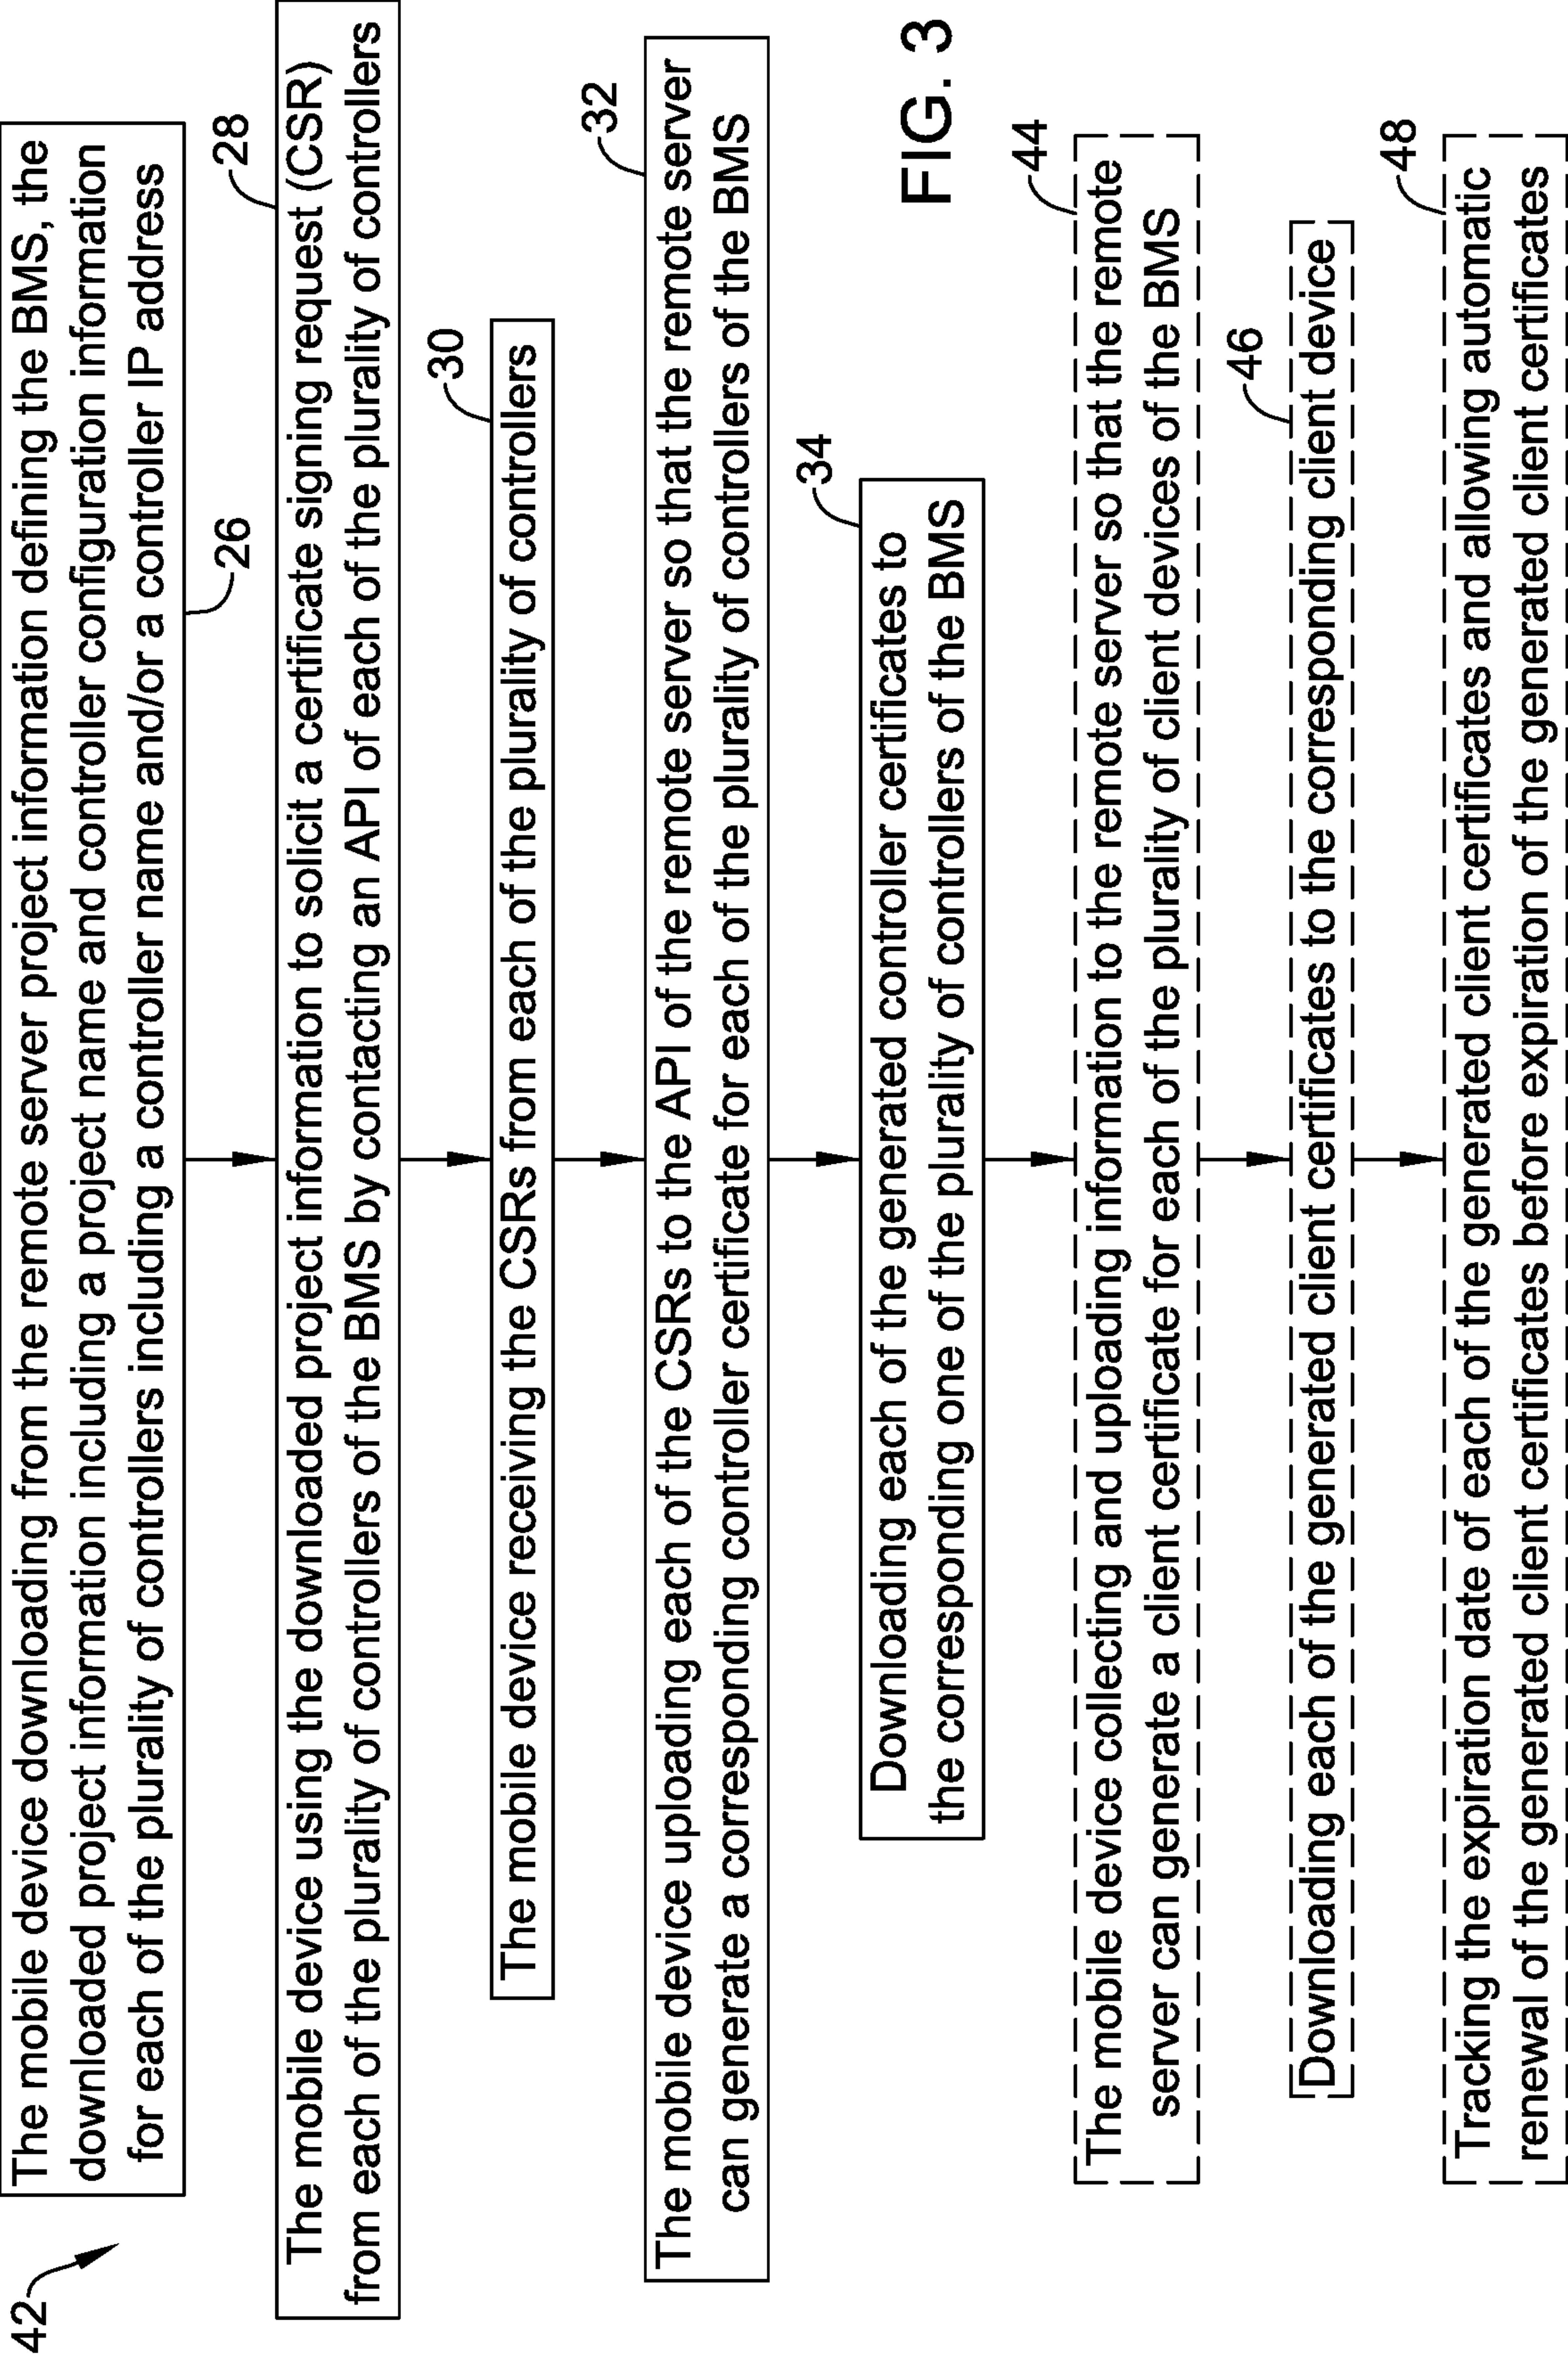 42
The mobile device downloading from the remote server project information defining the BMS, the
downloaded project information including a project name and controller configuration information
for each of the plurality of controllers including a controller name and/or a controller IP address
26
28
The mobile device using the downloaded project information to solicit a certificate signing request (CSR)
from each of the plurality of controllers of the BMS by contacting an API of each of the plurality of controllers
30
The mobile device receiving the CSRs from each of the plurality of controllers
32
The mobile device uploading each of the CSRs to the API of the remote server so that the remote server
can generate a corresponding controller certificate for each of the plurality of controllers of the BMS
34
Downloading each of the generated controller certificates to
the corresponding one of the plurality of controllers of the BMS
FIG. 3
44
The mobile device collecting and uploading information to the remote server so that the remote
server can generate a client certificate for each of the plurality of client devices of the BMS
46
Downloading each of the generated client certificates to the corresponding client device
48
Tracking the expiration date of each of the generated client certificates and allowing automatic
renewal of the generated client certificates before expiration of the generated client certificates